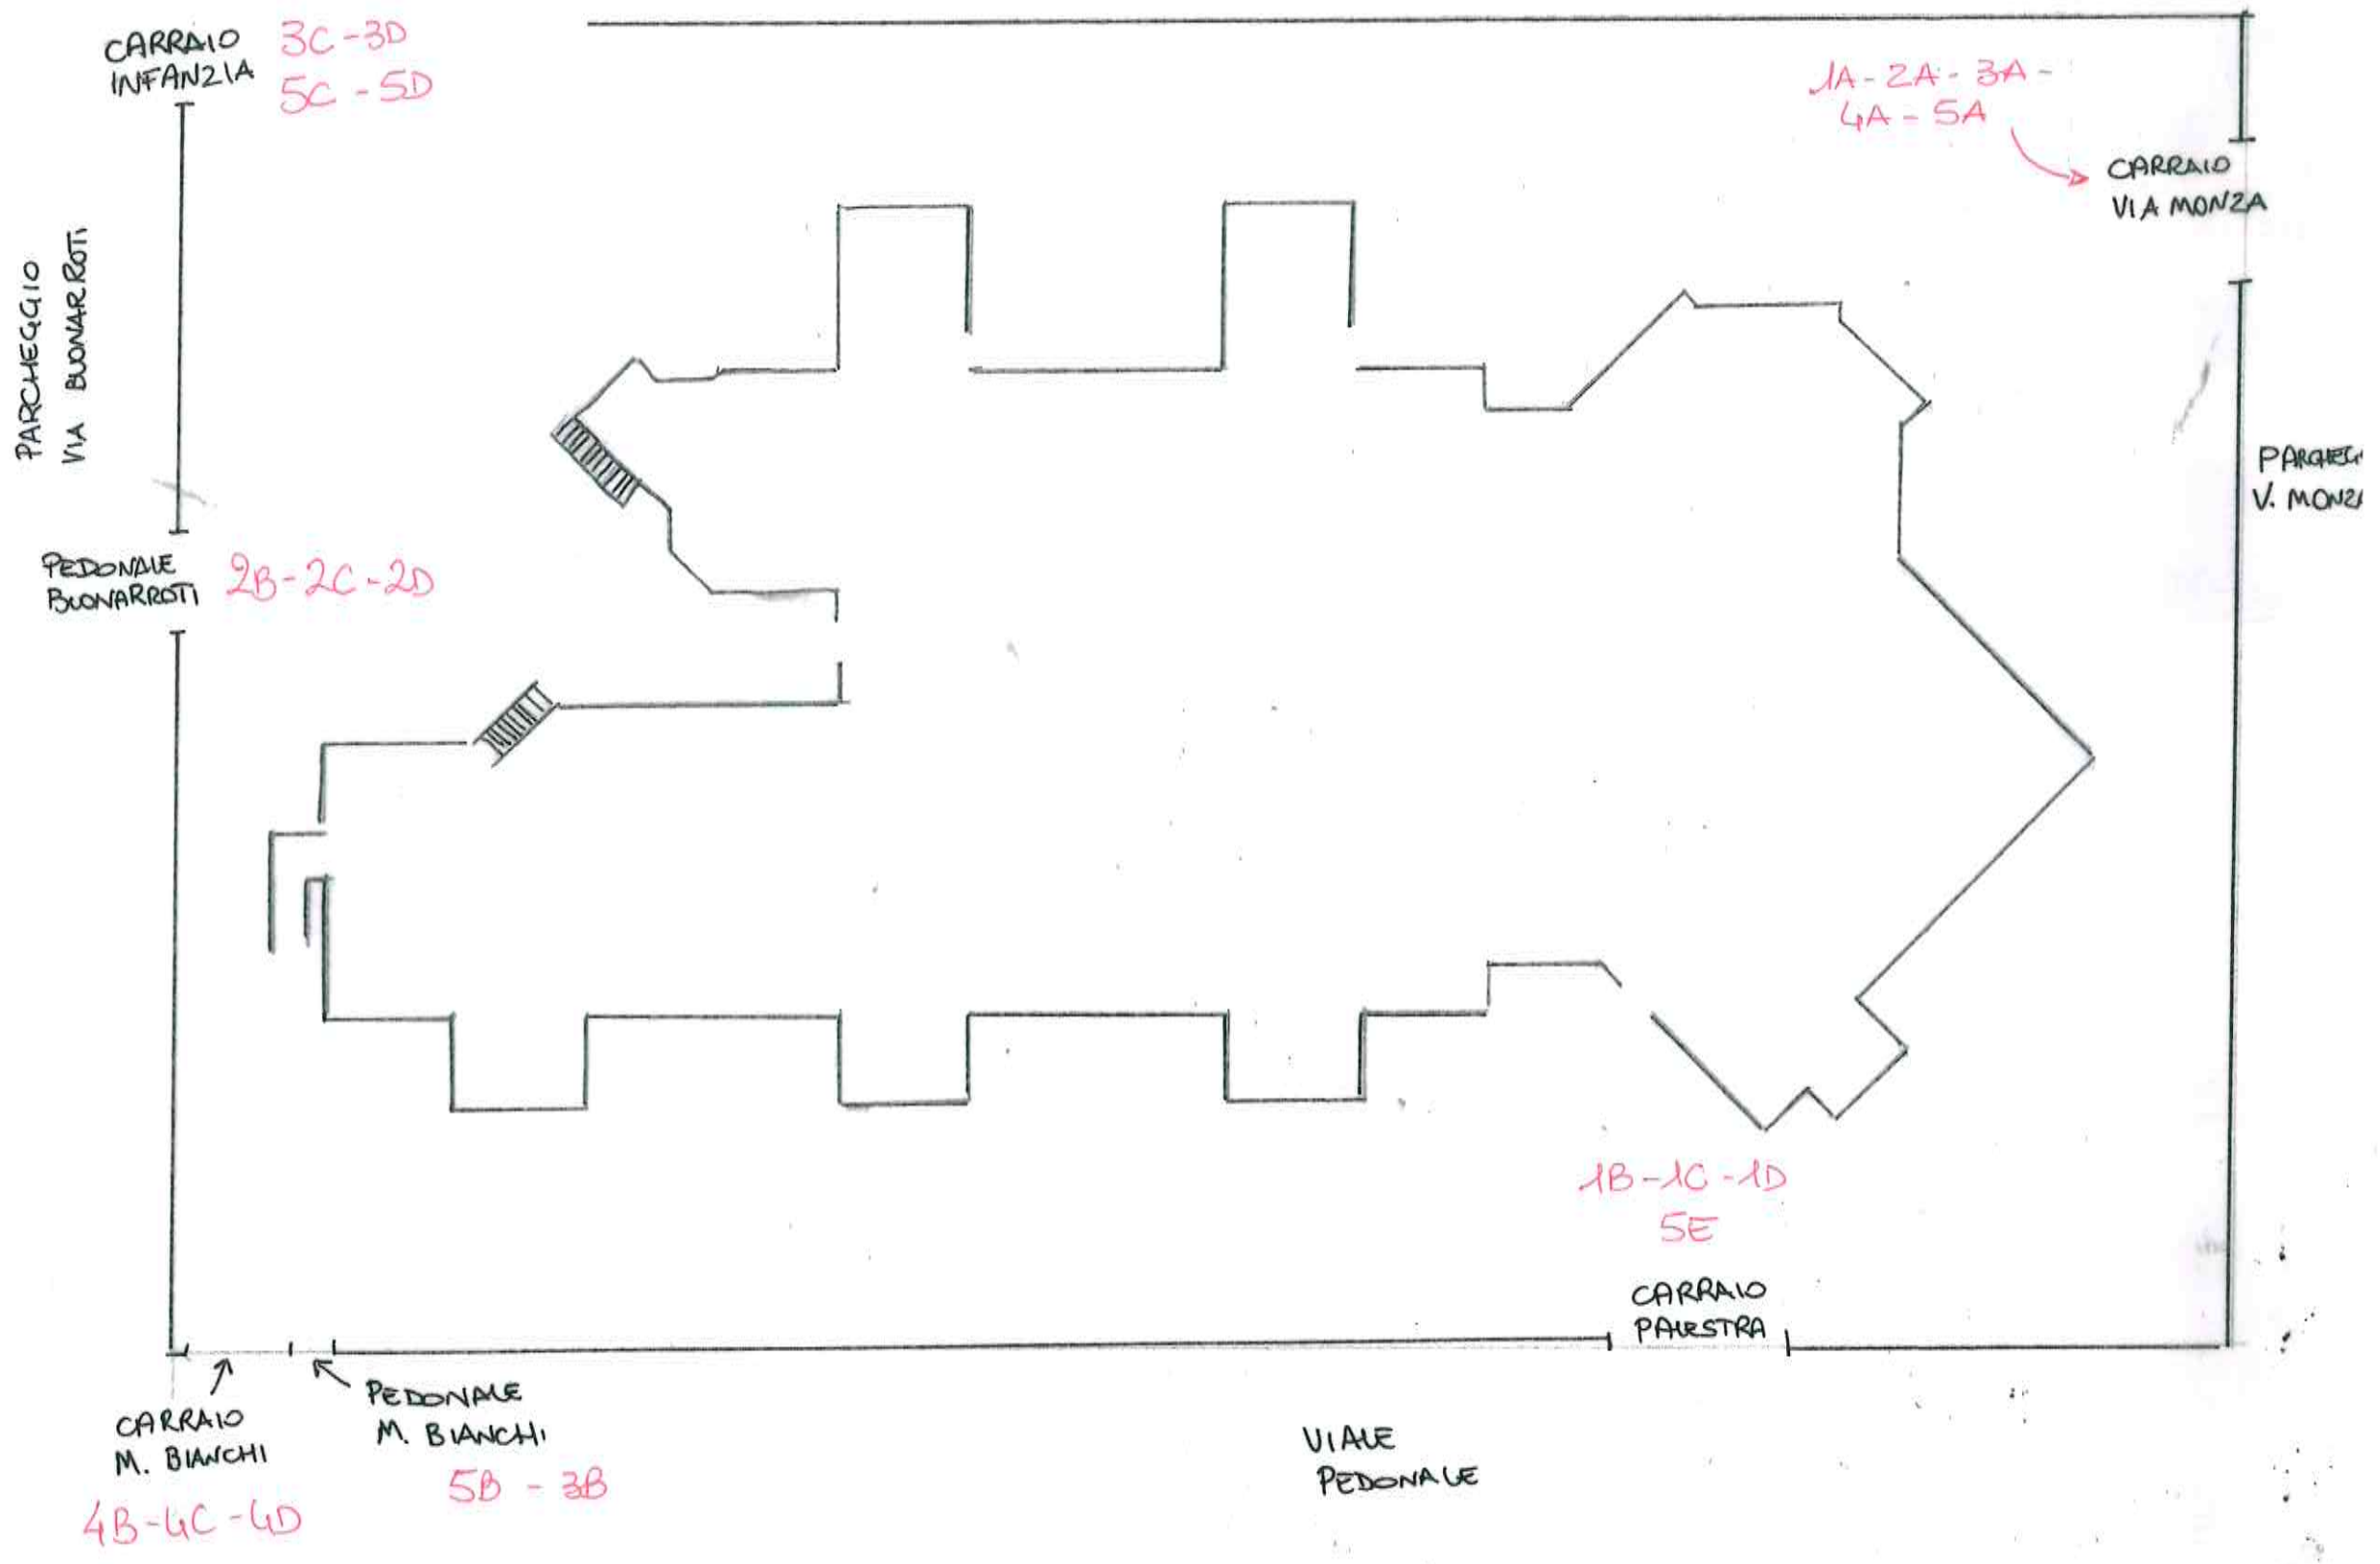 CARRAIO
INFANZIA
3C-3D
5C-5D
1A-2A-3A-
4A-5A
CARRAIO
VIA MONZA
PARCHEGGIO
VIA BUONARROTI
PARCHEG
V. MONZ
PEDONALE
BUONARROTI
2B-2C-2D
1B-1C-1D
5E
CARRAIO
PALESTRA
PEDONALE
M. BIANCHI
5B - 3B
CARRAIO
M. BIANCHI
4B-4C-4D
VIALE
PEDONALE